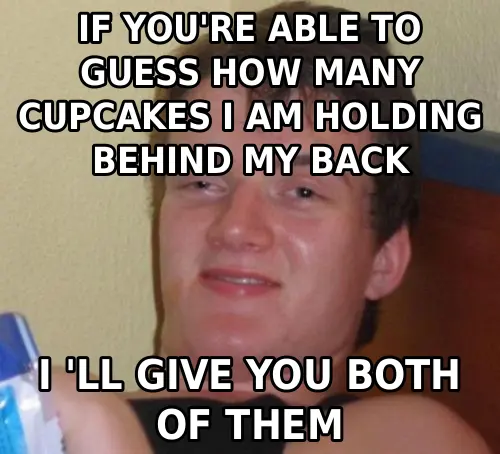 IF YOU'RE ABLE TO
GUESS HOW MANY
CUPCAKES I AM HOLDING
BEHIND MY BACK
I 'LL GIVE YOU BOTH
OF THEM